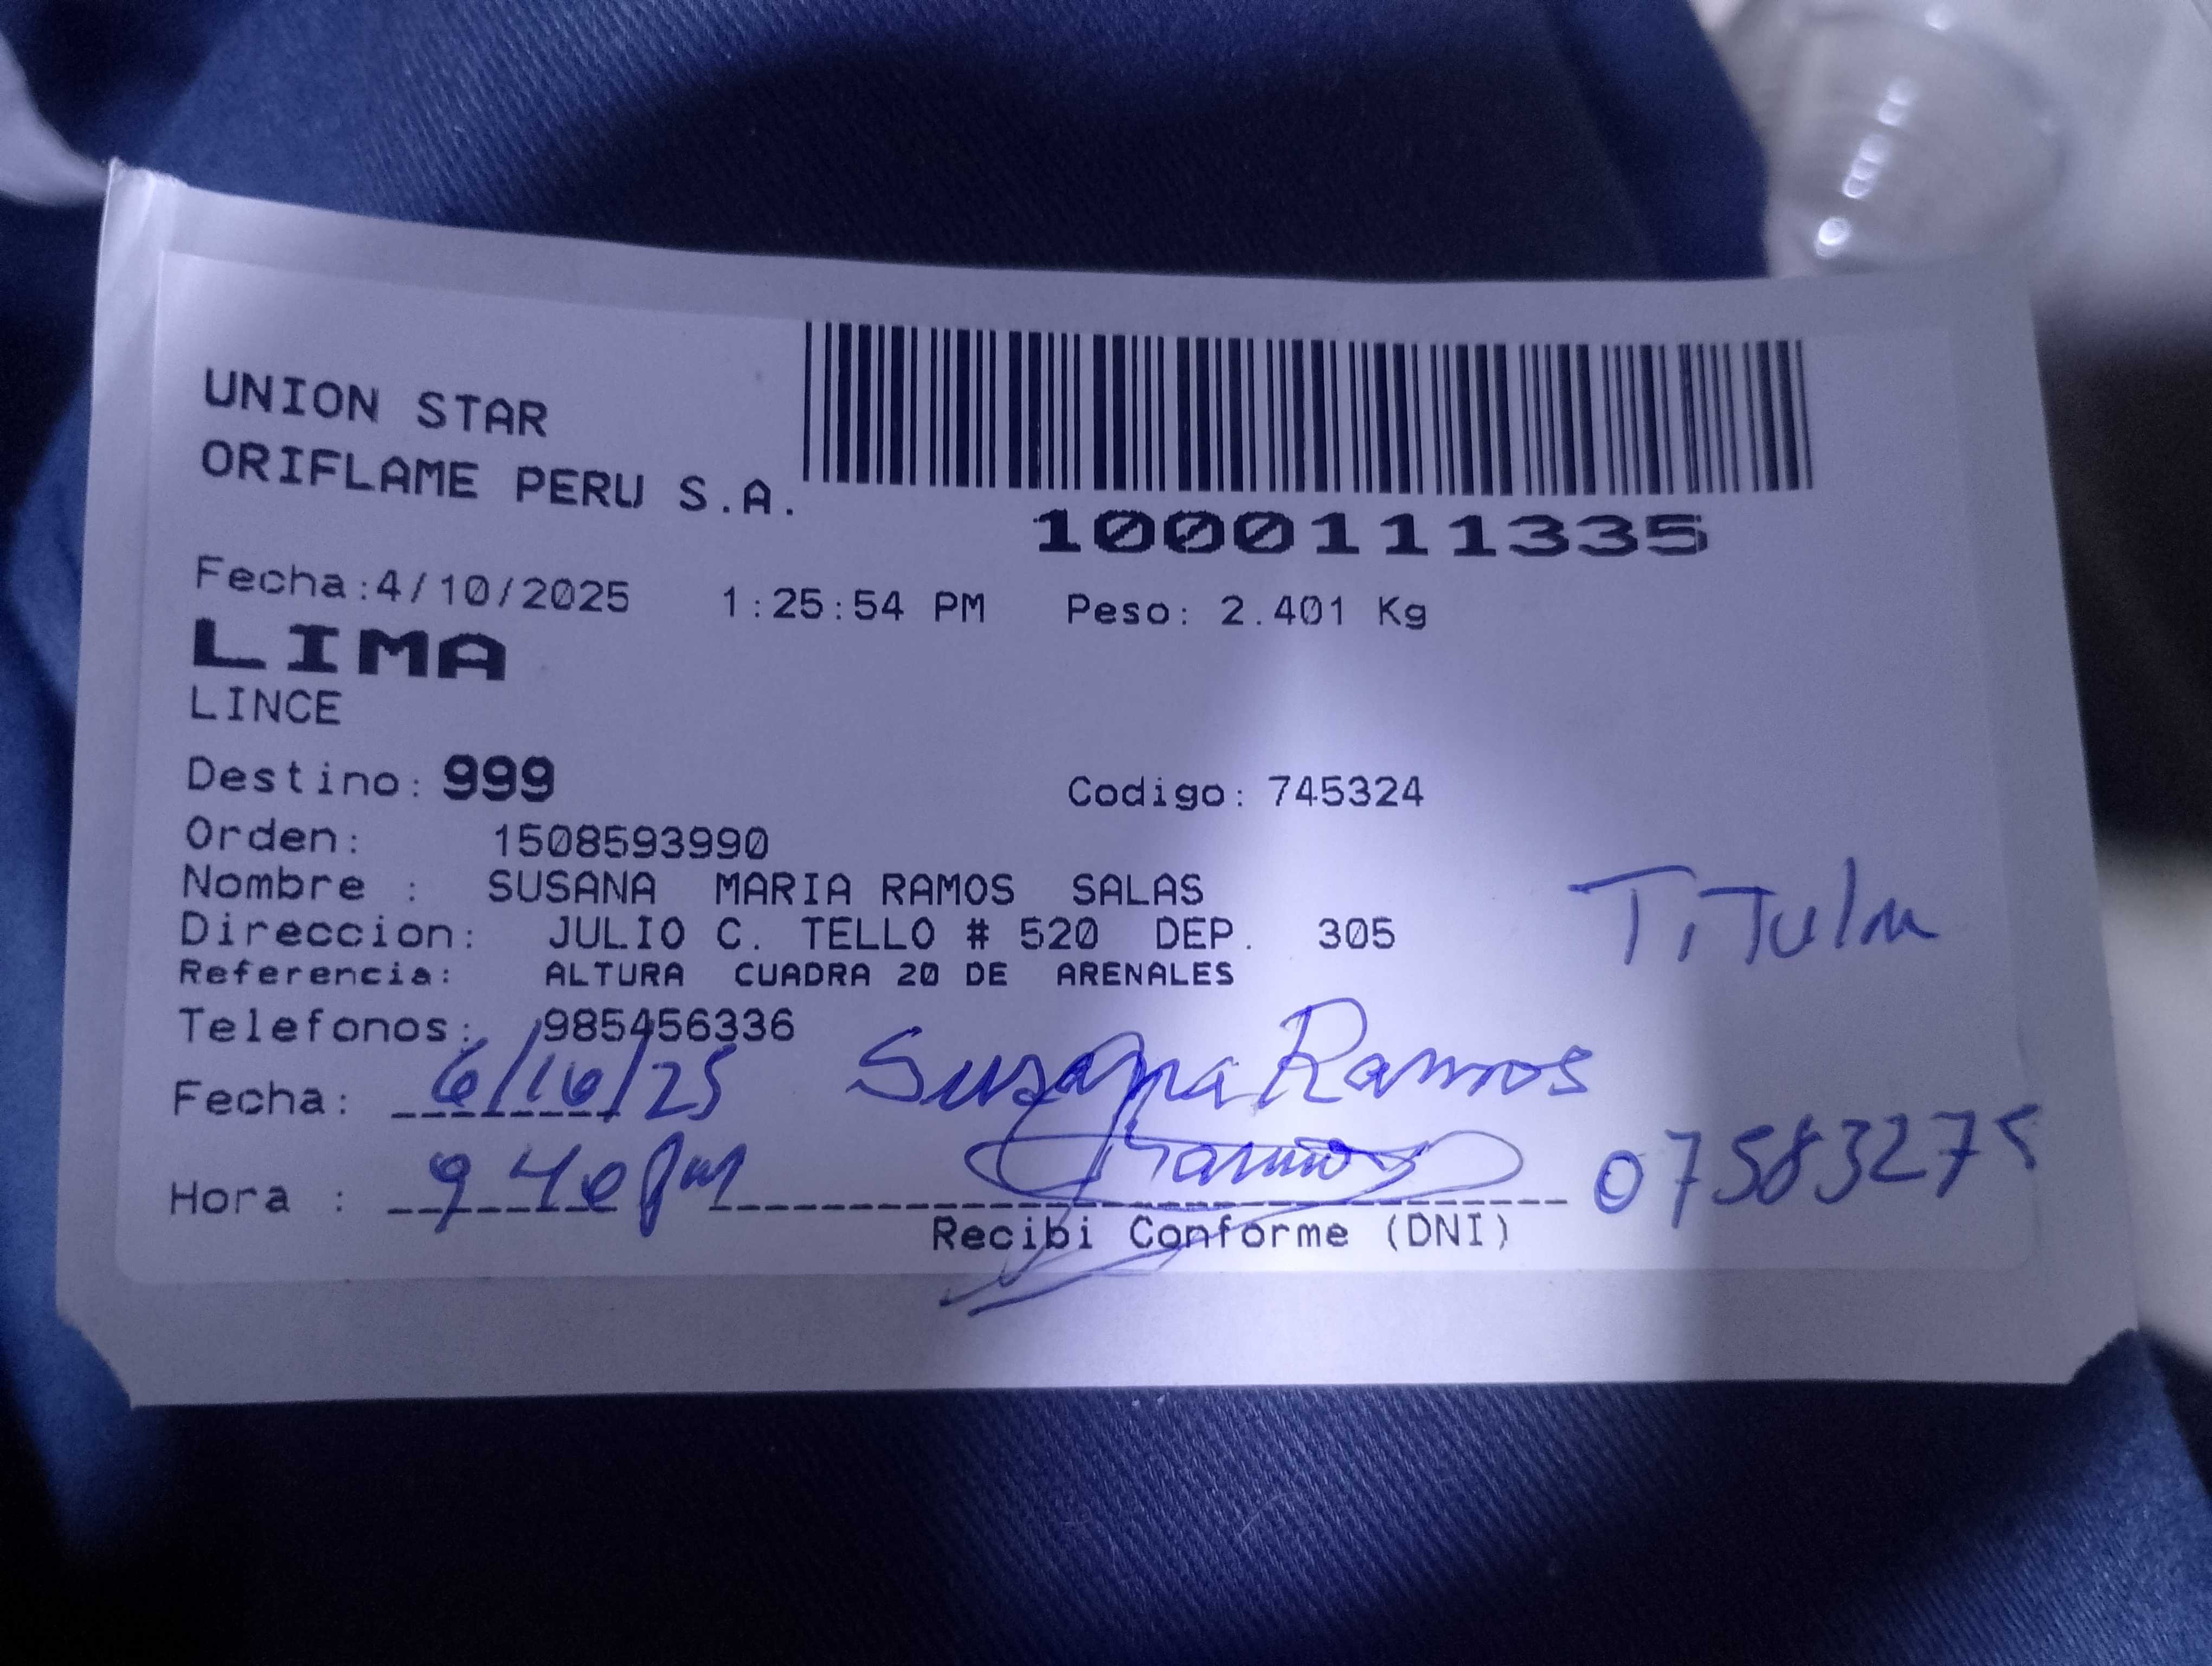 UNION STAR
ORIFLAME PERU S.A.
1000111335
Fecha:4/10/2025 1:25:54 PM Peso: 2.401 Kg
LIMA
LINCE
Destino: 999 Codigo: 745324
Orden: 1508593990
Nombre : SUSANA MARIA RAMOS SALAS
Direccion: JULIO C. TELLO # 520 DEP. 305
Titular
Referencia: ALTURA CUADRA 20 DE ARENALES
Telefonos: 985456336
Fecha: 6/10/25 Susana Ramos
Hora : 9 40 pm Ramos 07583275
Recibi Conforme (DNI)